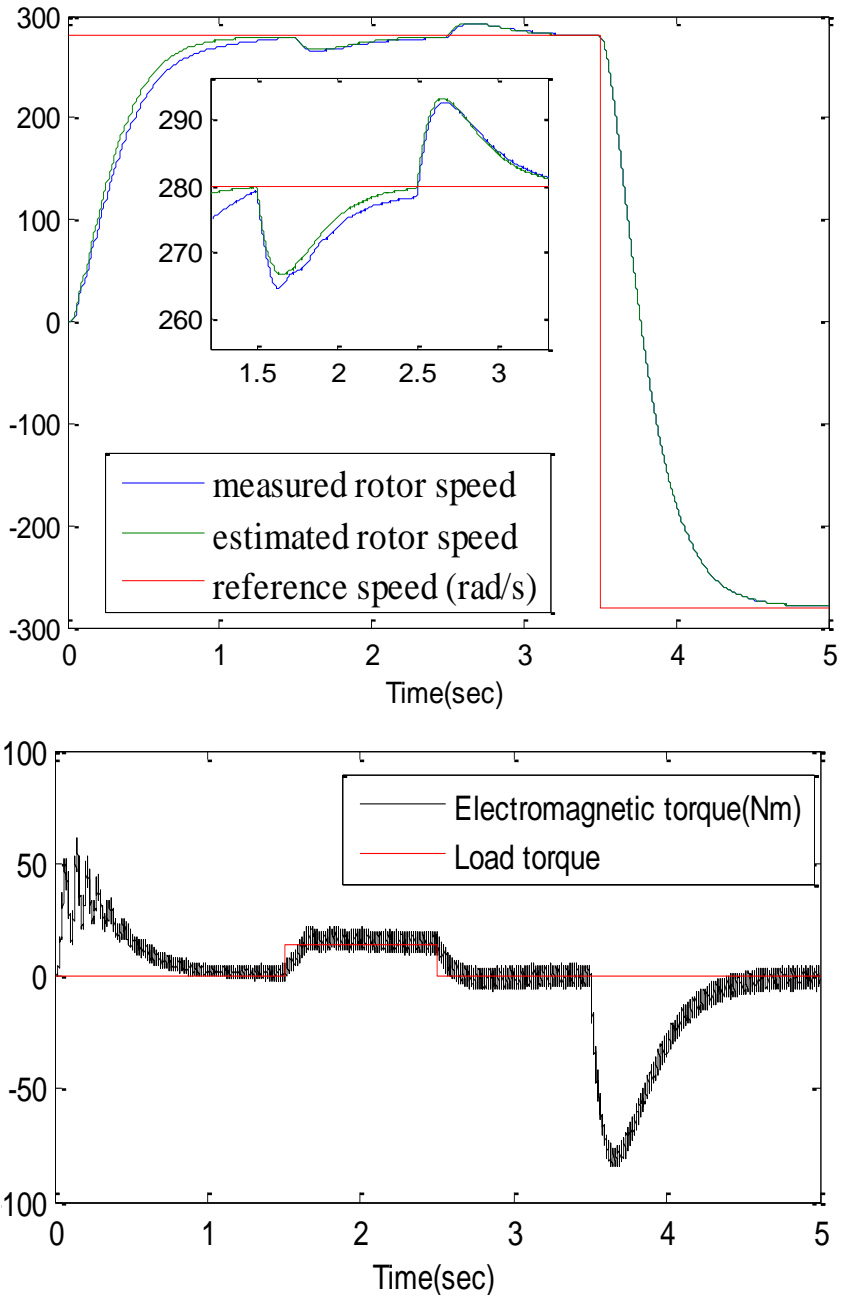 300
200
100
0
-100
-200
-300
290
280
270
260
1.5 2 2.5 3
measured rotor speed
estimated rotor speed
reference speed (rad/s)
0 1 2 3 4 5
Time(sec)
100
50
0
-50
100
Electromagnetic torque(Nm)
Load torque
0 1 2 3 4 5
Time(sec)